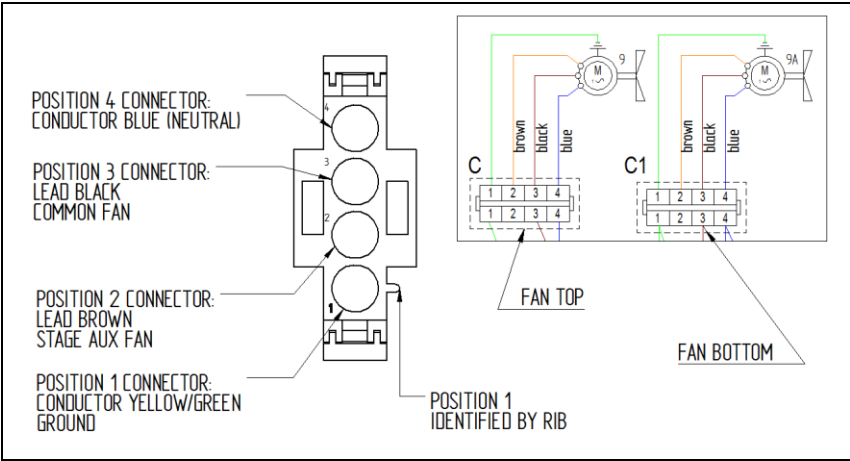 POSITION 4 CONNECTOR:
CONDUCTOR BLUE (NEUTRAL)
POSITION 3 CONNECTOR:
LEAD BLACK
COMMON FAN
POSITION 2 CONNECTOR:
LEAD BROWN
STAGE AUX FAN
POSITION 1 CONNECTOR:
CONDUCTOR YELLOW/GREEN
GROUND
4
3
2
1
POSITION 1
IDENTIFIED BY RIB
M
9
brown
black
blue
C
1 2 3 4
1 2 3 4
FAN TOP
M
9A
brown
black
blue
C1
1 2 3 4
1 2 3 4
FAN BOTTOM